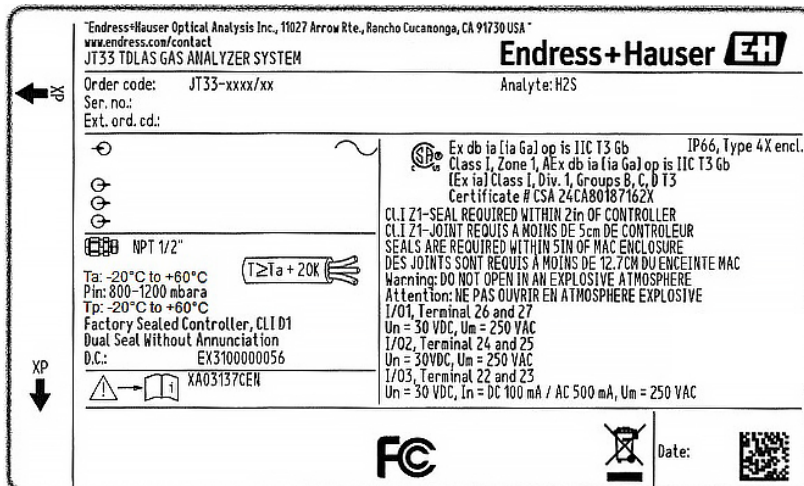 "Endress+Hauser Optical Analysis Inc., 11027 Arrow Rte., Rancho Cucamonga, CA 91730 USA"
www.endress.com/contact
JT33 TDLAS GAS ANALYZER SYSTEM
Endress+Hauser EH
XP
Order code: JT33-xxxx/xx
Analyte: H2S
Ser. no.:
Ext. ord. cd.:
Ex db ia [ia Ga] op is IIC T3 Gb
IP66, Type 4X encl.
Class I, Zone 1, AEx db ia [ia Ga] op is IIC T3 Gb
[Ex ia] Class I, Div. 1, Groups B, C, D T3
Certificate # CSA 24CA80187162X
CL.I Z1-SEAL REQUIRED WITHIN 2in OF CONTROLLER
CL.I Z1-JOINT REQUIS A MOINS DE 5cm DE CONTROLEUR
SEALS ARE REQUIRED WITHIN 5IN OF MAC ENCLOSURE
DES JOINTS SONT REQUIS À MOINS DE 12.7CM DU ENCEINTE MAC
Warning: DO NOT OPEN IN AN EXPLOSIVE ATMOSPHERE
Attention: NE PAS OUVRIR EN ATMOSPHERE EXPLOSIVE
I/O1, Terminal 26 and 27
Un = 30 VDC, Um = 250 VAC
I/O2, Terminal 24 and 25
Un = 30VDC, Um = 250 VAC
I/O3, Terminal 22 and 23
Un = 30 VDC, In = DC 100 mA / AC 500 mA, Um = 250 VAC
NPT 1/2"
T≥Ta + 20K
Ta: -20°C to +60°C
Pin: 800-1200 mbara
Tp: -20°C to +60°C
Factory Sealed Controller, CLI D1
Dual Seal Without Annunciation
D.C.: EX3100000056
XP
XA03137CEN
FC
Date: